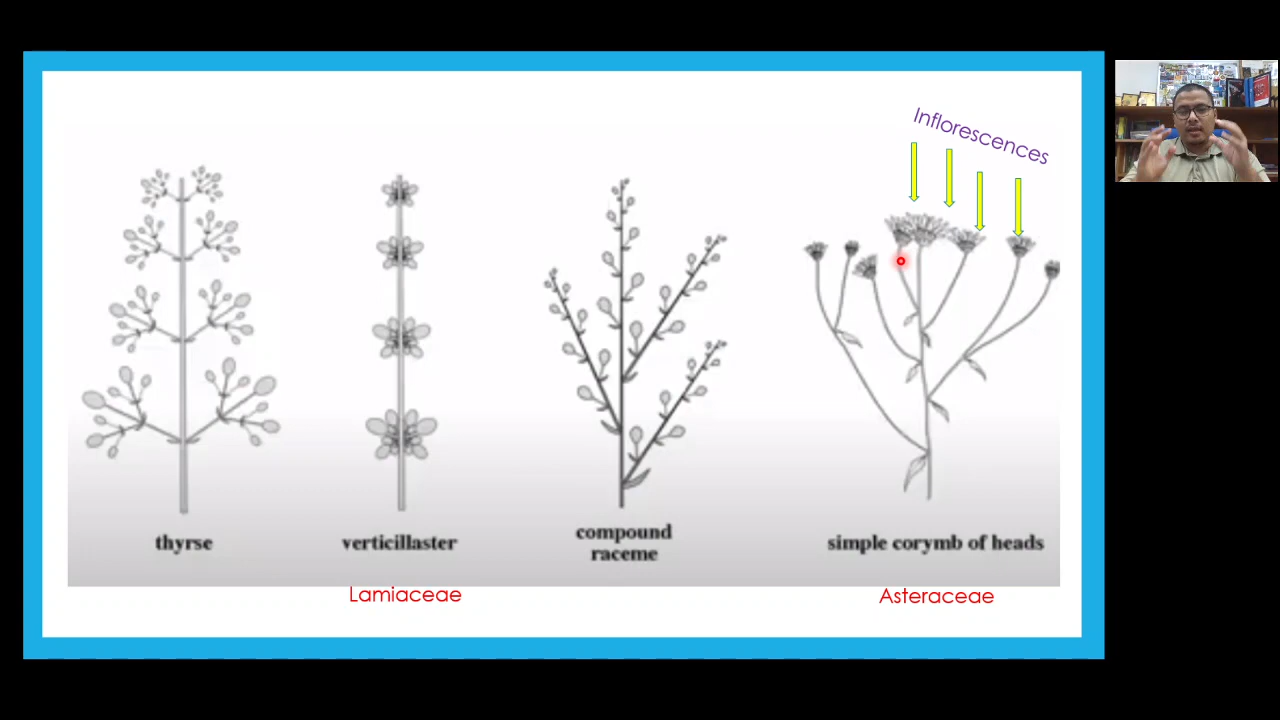 Inflorescences
thyrse
verticillaster
compound
raceme
simple corymb of heads
Lamiaceae
Asteraceae